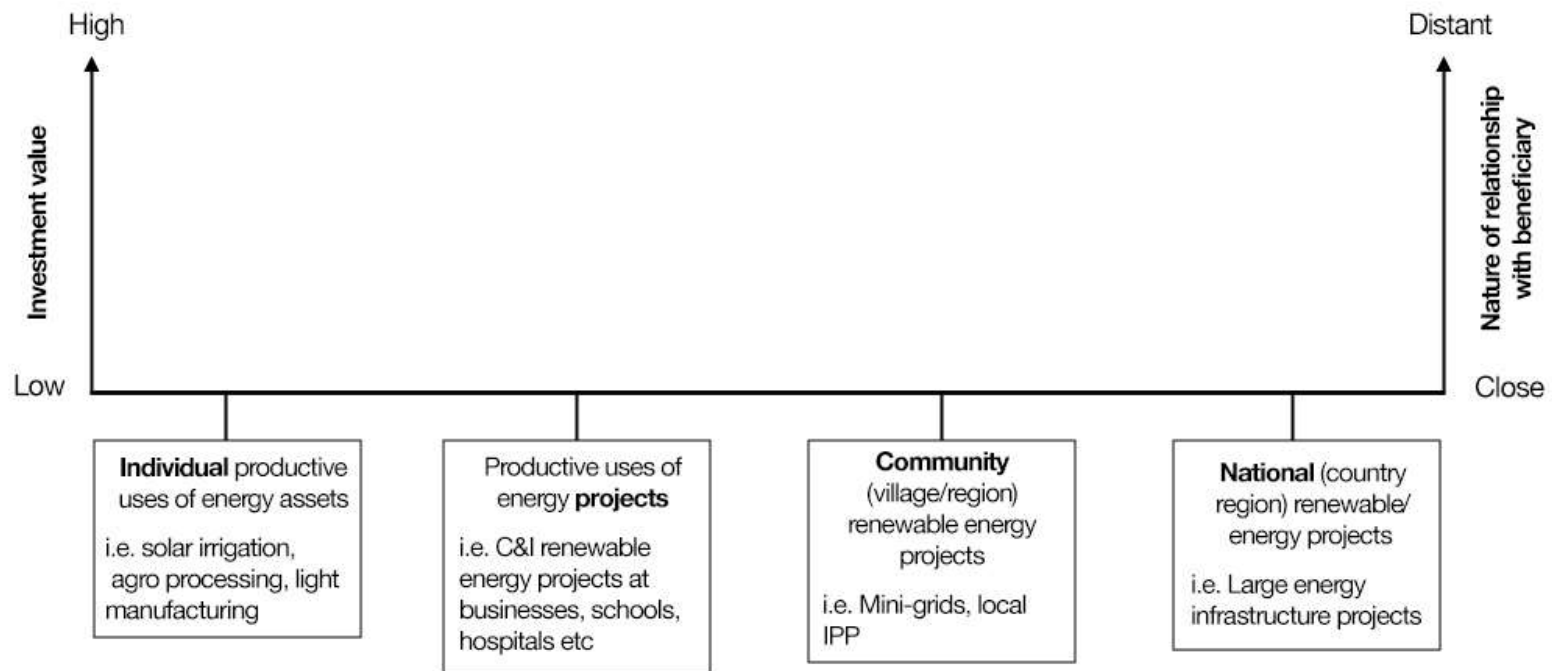 High
Distant
Investment value
Nature of relationship
with beneficiary
Low
Close
Individual productive
uses of energy assets
i.e. solar irrigation,
agro processing, light
manufacturing
Productive uses of
energy projects
i.e. C&I renewable
energy projects at
businesses, schools,
hospitals etc
Community
(village/region)
renewable energy
projects
i.e. Mini-grids, local
IPP
National (country
region) renewable/
energy projects
i.e. Large energy
infrastructure projects